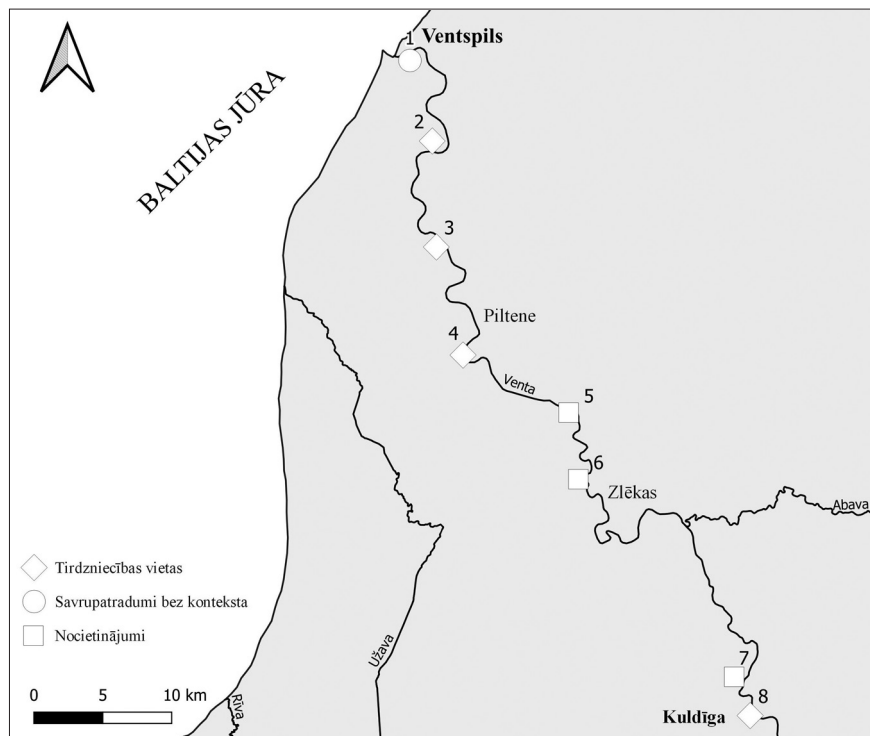 1
Ventspils
BALTIJAS JŪRA
2
3
Piltene
4
Venta
5
6
Zlēkas
Abava
Tirdzniecības vietas
Savrupatradumi bez konteksta
Nocietinājumi
Užava
7
0 5 10 km
Rīva
8
Kuldīga